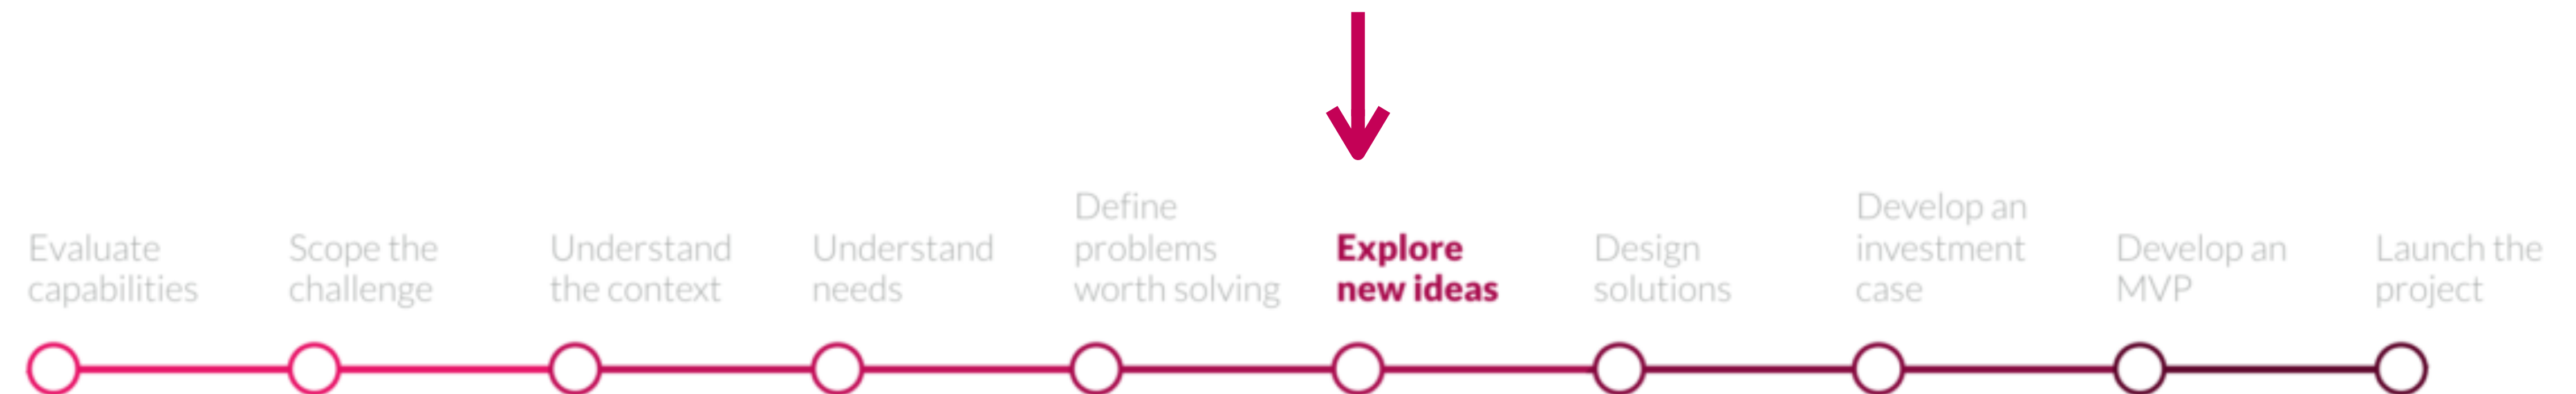 Evaluate
capabilities
Scope the
challenge
Understand
the context
Understand
needs
Define
problems
worth solving
Explore
new ideas
Design
solutions
Develop an
investment
case
Develop an
MVP
Launch the
project